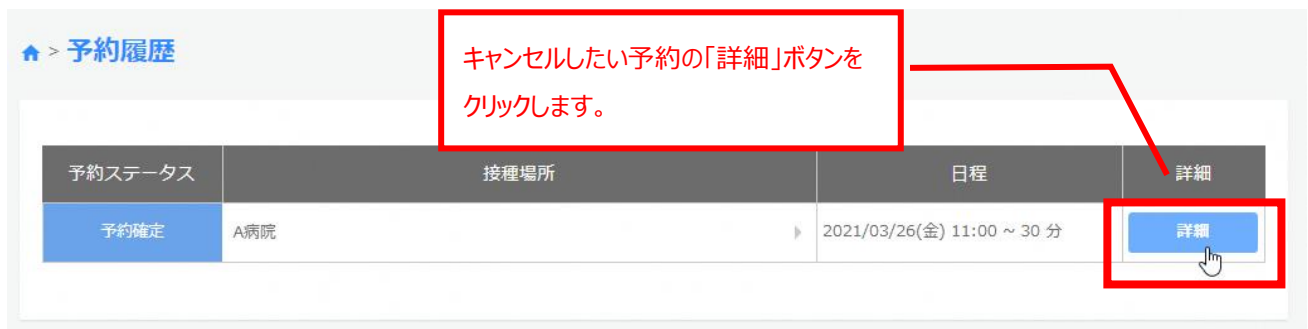 > 予約履歴
キャンセルしたい予約の「詳細」ボタンを
クリックします。
予約ステータス 接種場所 日程 詳細
予約確定 A病院 2021/03/26(金) 11:00 ~ 30 分 詳細